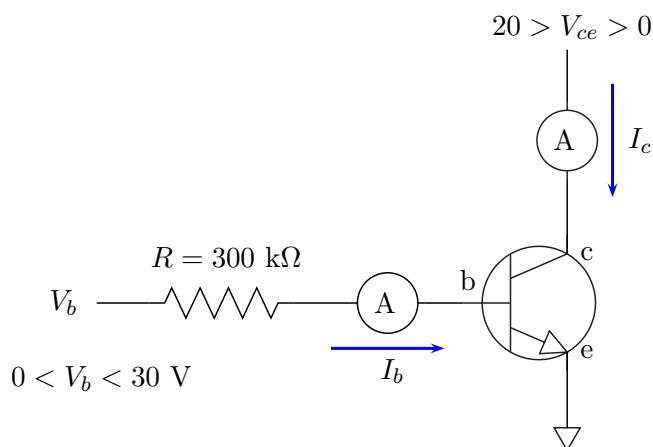 20 > V_{ce} > 0
A
I_c
R = 300 kΩ
c
b
V_b
A
e
I_b
0 < V_b < 30 V